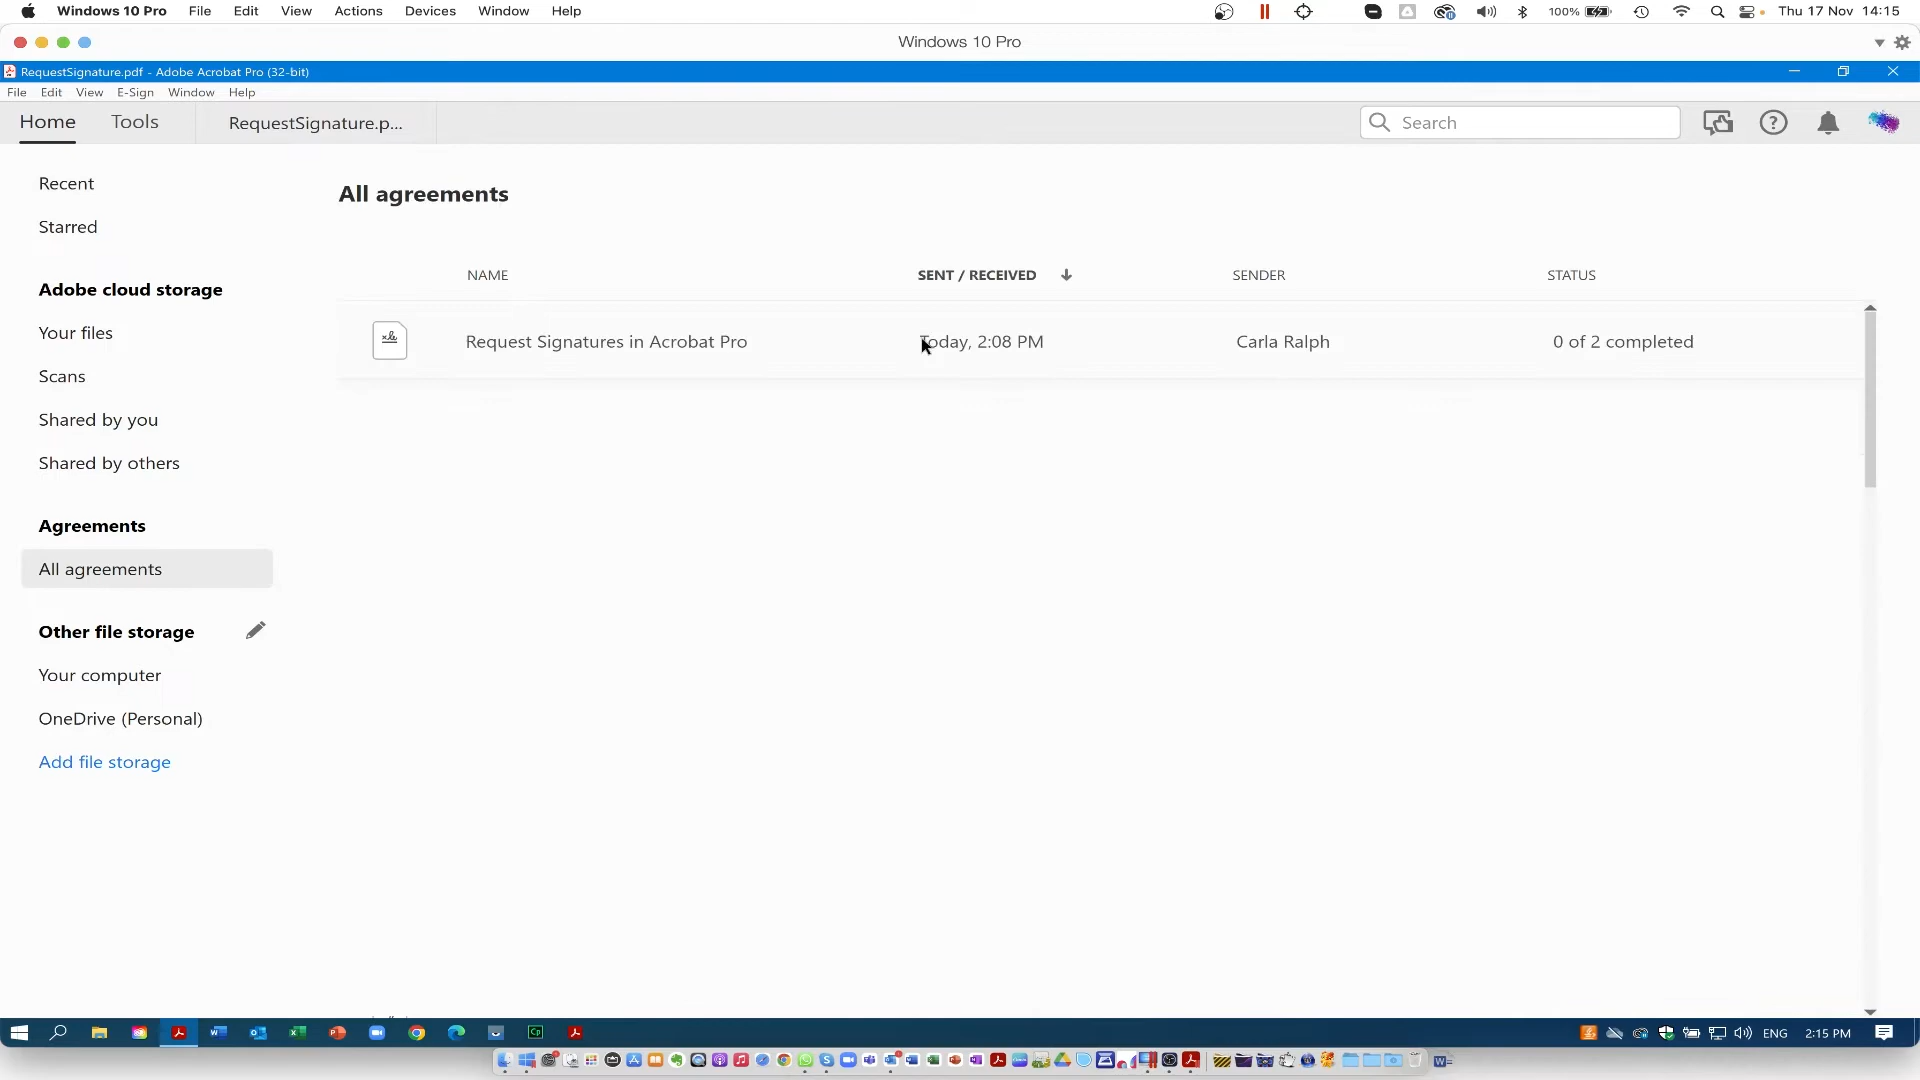 Windows 10 Pro File Edit View Actions Devices Window Help 100% Thu 17 Nov 14:15
Windows 10 Pro
RequestSignature.pdf - Adobe Acrobat Pro (32-bit)
File Edit View E-Sign Window Help
Home Tools RequestSignature.p... Search
Recent
Starred
Adobe cloud storage
Your files
Scans
Shared by you
Shared by others
Agreements
All agreements
Other file storage
Your computer
OneDrive (Personal)
Add file storage
All agreements
NAME SENT / RECEIVED SENDER STATUS
Request Signatures in Acrobat Pro Today, 2:08 PM Carla Ralph 0 of 2 completed
ENG 2:15 PM